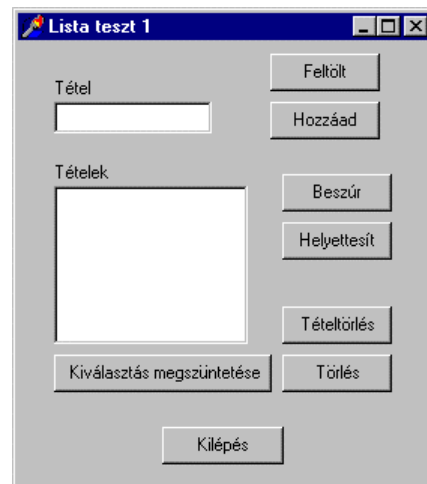 Lista teszt 1
Feltölt
Tétel
Hozzáad
Tételek
Beszúr
Helyettesít
Tételtörlés
Kiválasztás megszüntetése
Törlés
Kilépés